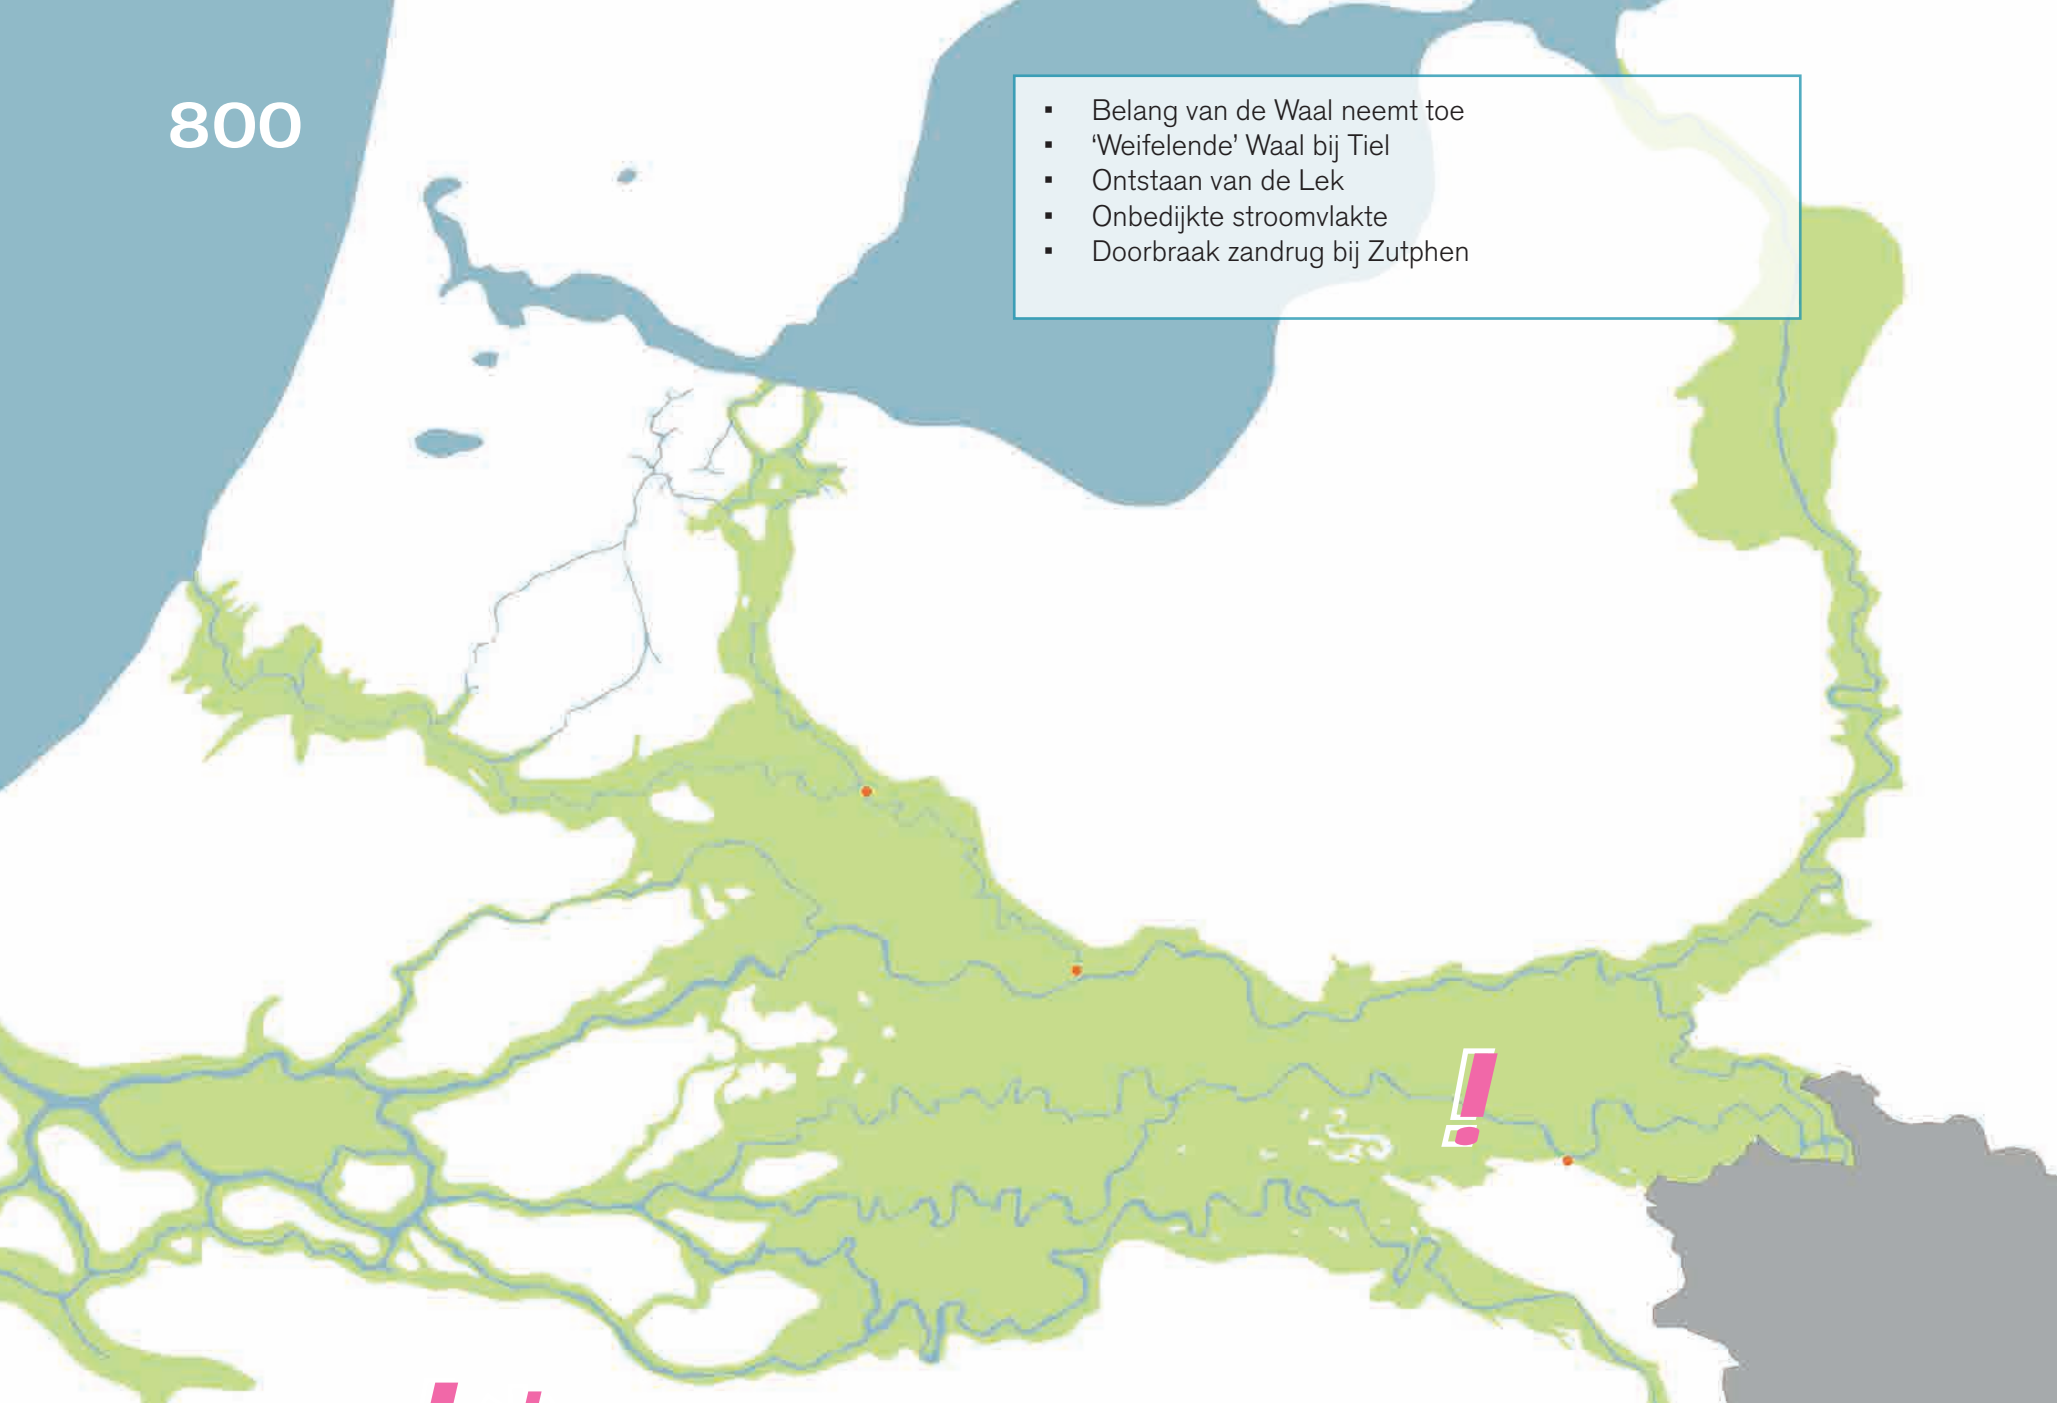 800
▪ Belang van de Waal neemt toe
▪ ‘Weifelende’ Waal bij Tiel
▪ Ontstaan van de Lek
▪ Onbedijkte stroomvlakte
▪ Doorbraak zandrug bij Zutphen
!